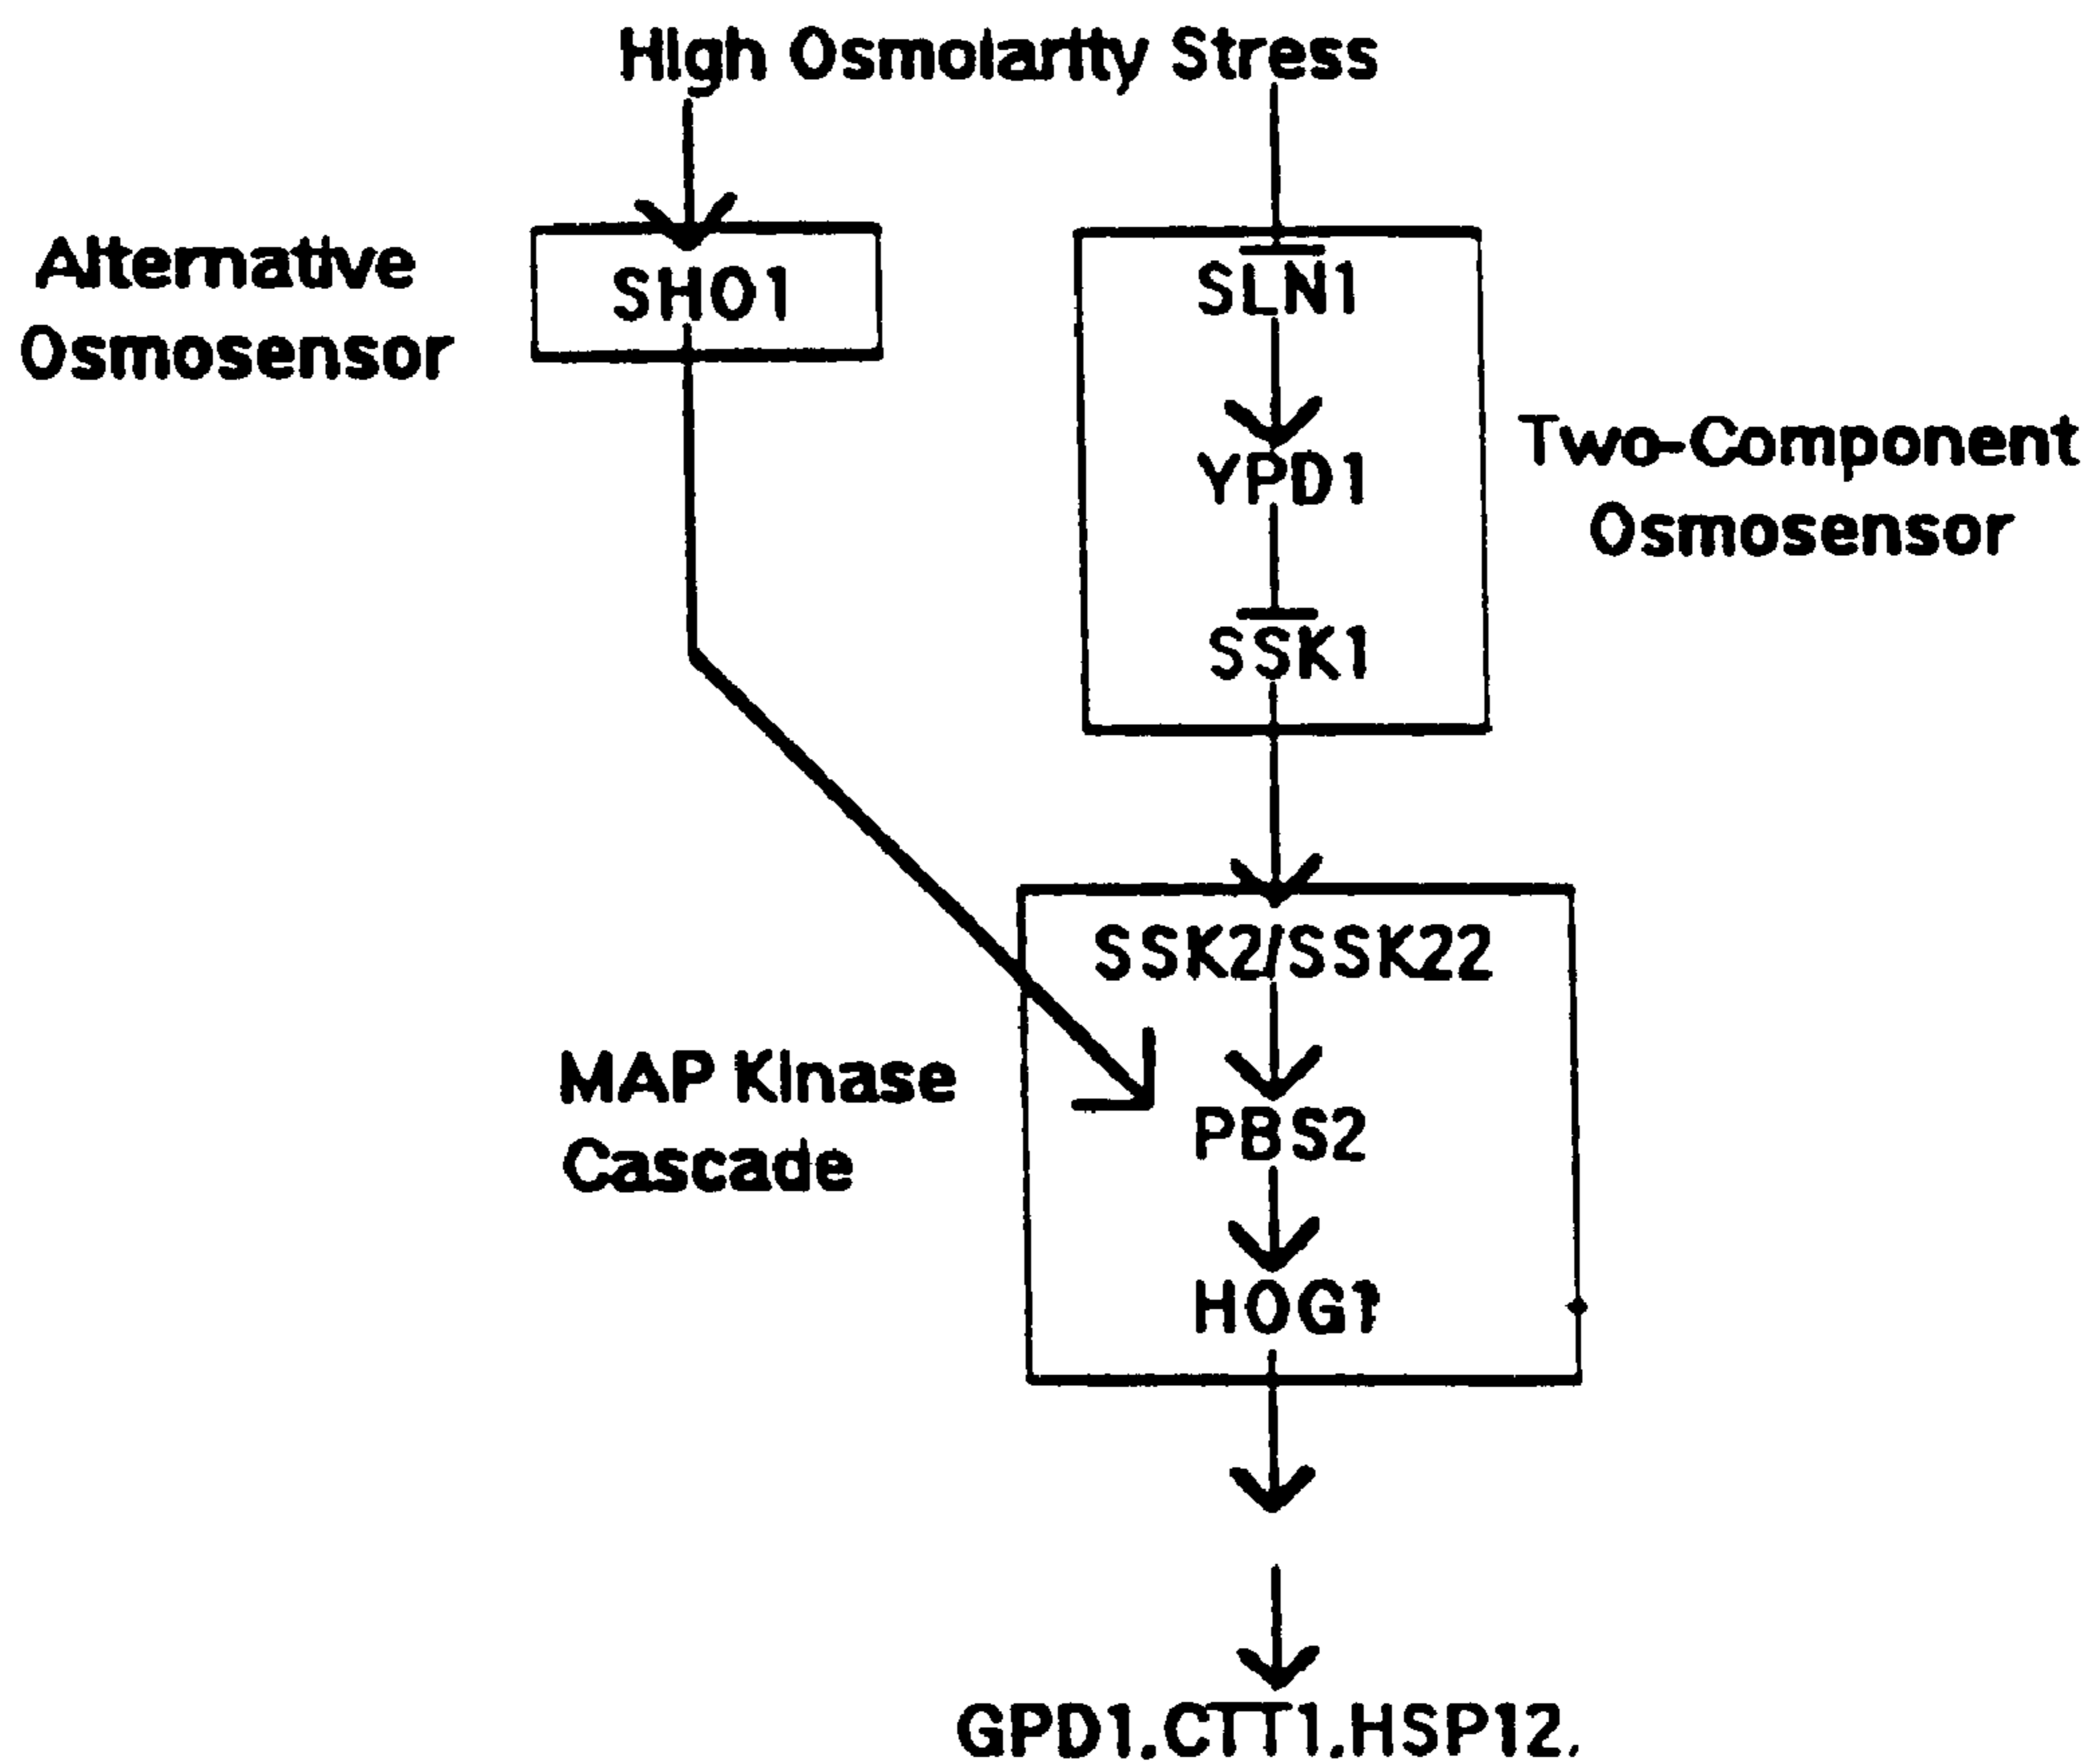 High Osmolarity Stress
Alternative
Osmosensor
SHO1
SLN1
YPD1
SSK1
Two-Component
Osmosensor
SSK2/SSK22
PBS2
HOG1
MAP Kinase
Cascade
GPD1.CTT1.HSP12.